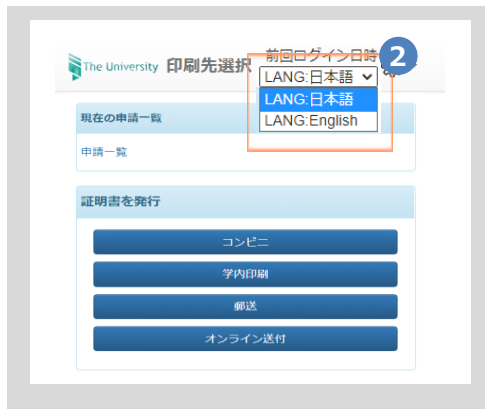 前回ログイン日時
2
The University 印刷先選択
LANG:日本語
LANG:日本語
LANG:English
現在の申請一覧
申請一覧
証明書を発行
コンビニ
学内印刷
郵送
オンライン送付